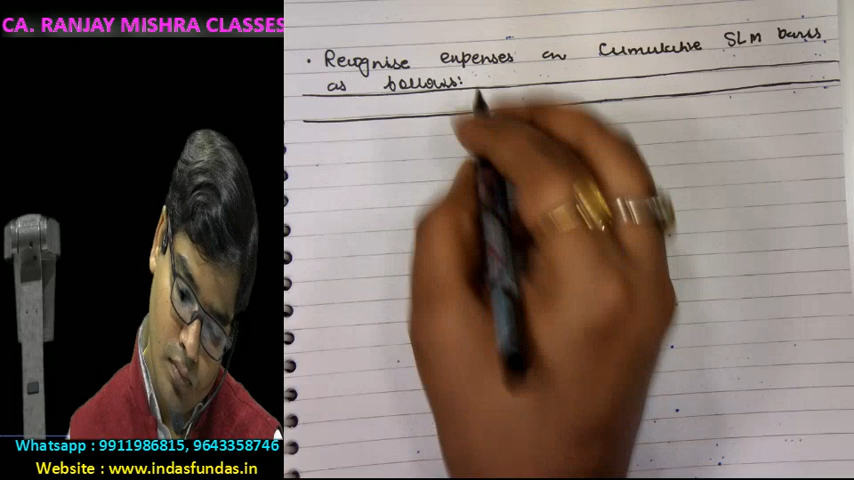 CA. RANJAY MISHRA CLASSES
· Recognise expenses on Cumulative SLM basis
as follows:
Whatsapp : 9911986815, 9643358746
Website : www.indasfundas.in